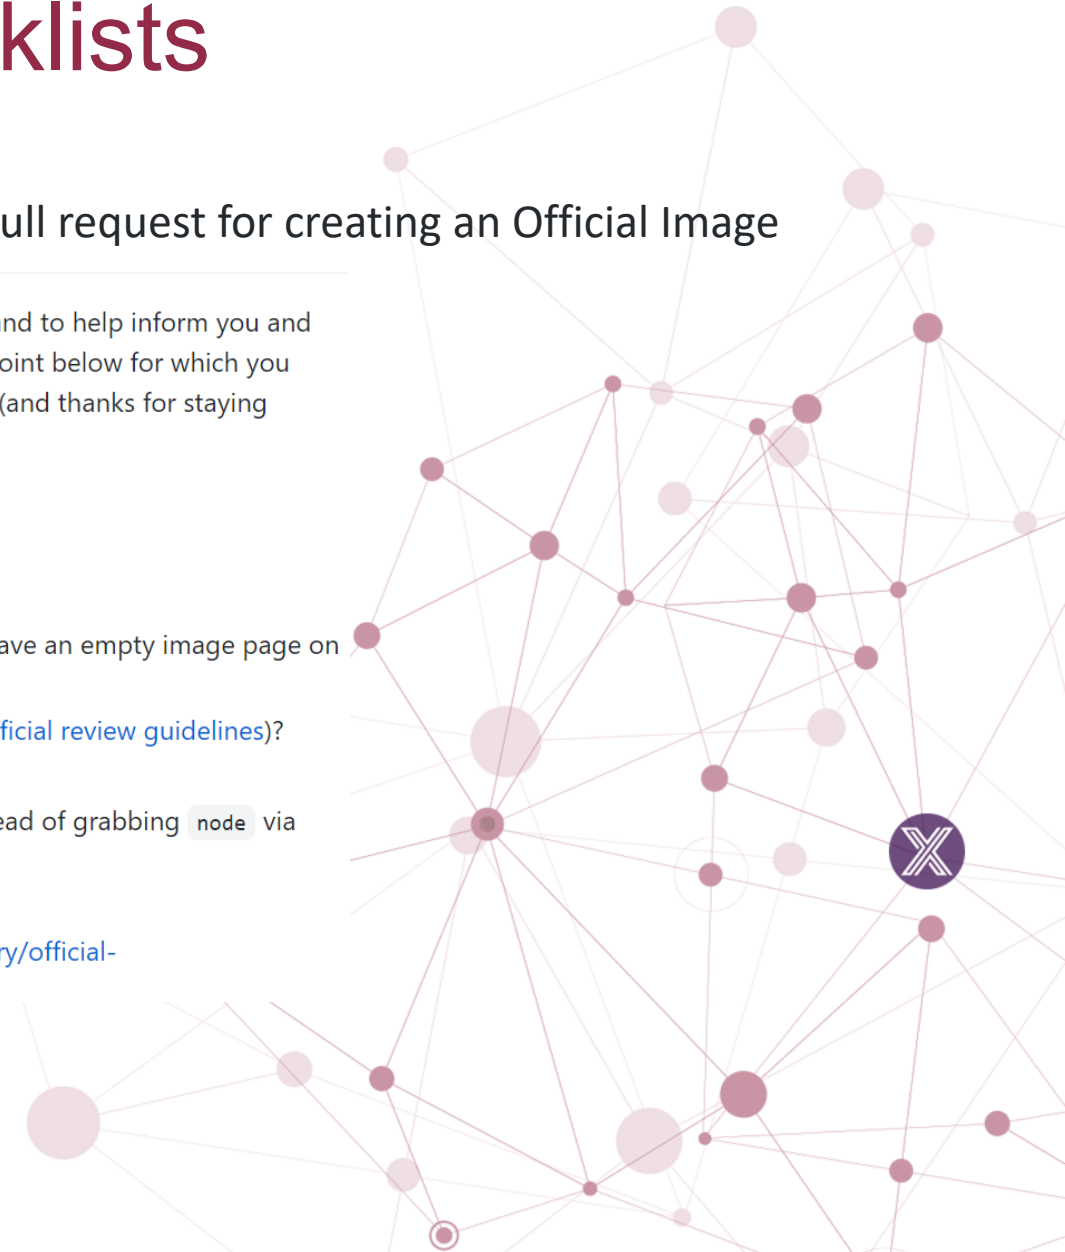 klists
ull request for creating an Official Image
nd to help inform you and
oint below for which you
(and thanks for staying
ave an empty image page on
ficial review guidelines)?
ead of grabbing node via
ry/official-